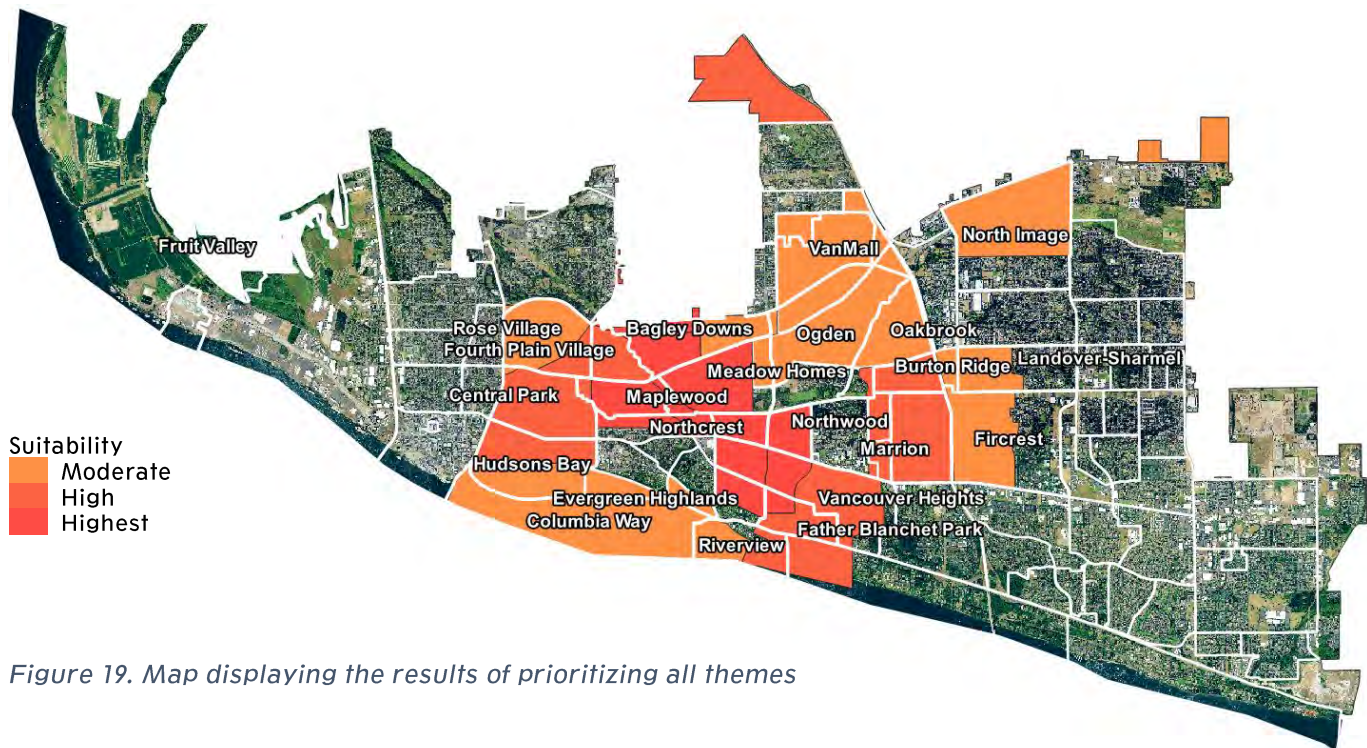 Fruit Valley
North Image
VanMall
Rose Village
Bagley Downs
Ogden
Oakbrook
Fourth Plain Village
Landover-Sharmel
Meadow Homes
Burton Ridge
Central Park
Maplewood
Northcrest
Northwood
Marrion
Fircrest
Hudsons Bay
Evergreen Highlands
Vancouver Heights
Columbia Way
Father Blanchet Park
Riverview
Suitability
Moderate
High
Highest
Figure 19. Map displaying the results of prioritizing all themes